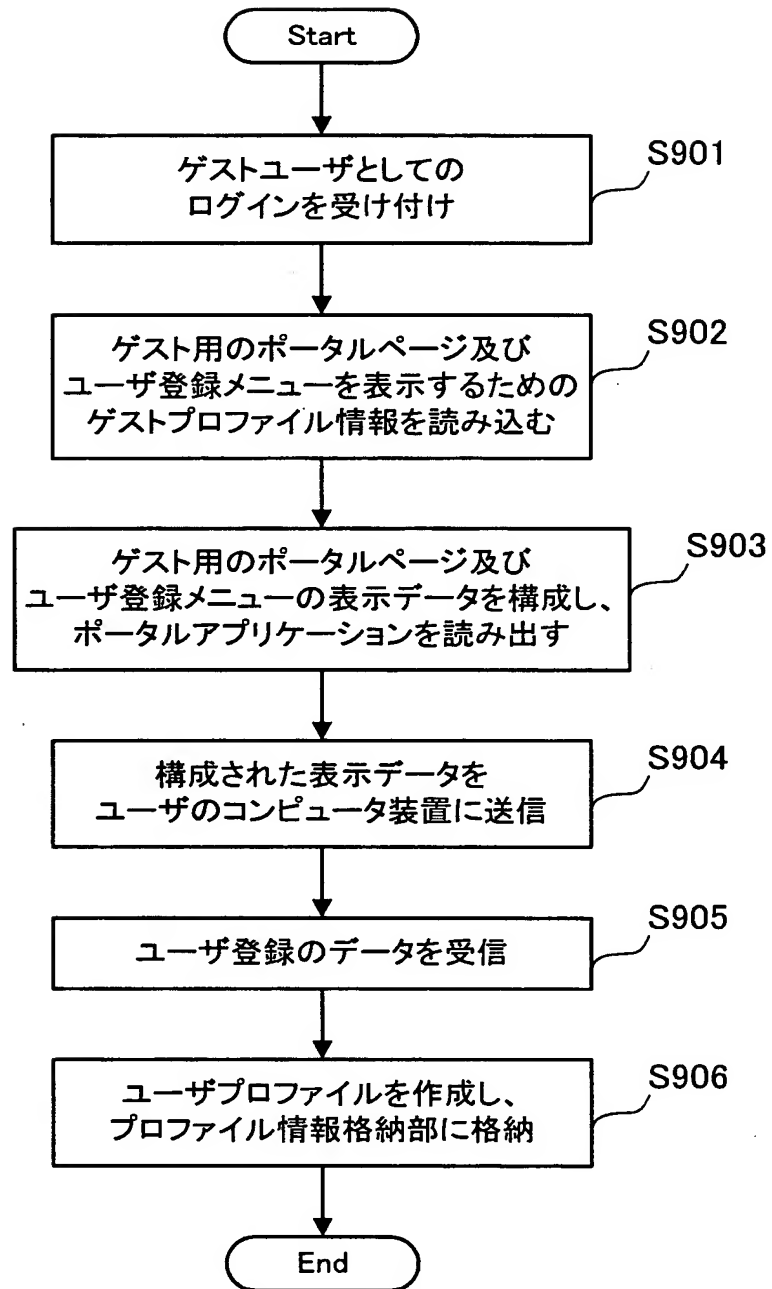 Start
S901
ゲストユーザとしての
ログインを受け付け
S902
ゲスト用のポータルページ及び
ユーザ登録メニューを表示するための
ゲストプロファイル情報を読み込む
S903
ゲスト用のポータルページ及び
ユーザ登録メニューの表示データを構成し、
ポータルアプリケーションを読み出す
S904
構成された表示データを
ユーザのコンピュータ装置に送信
S905
ユーザ登録のデータを受信
S906
ユーザプロファイルを作成し、
プロファイル情報格納部に格納
End